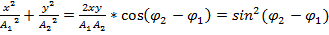 x²/A₁² + y²/A₂² = 2xy/A₁A₂ * cos(φ₂ − φ₁) = sin²(φ₂ − φ₁)